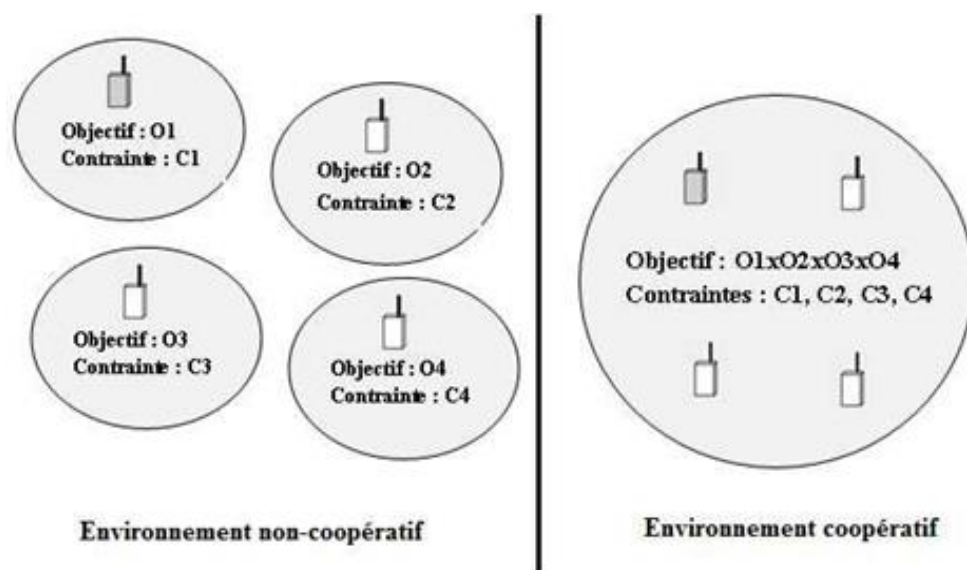 Objectif : O1
Contrainte : C1
Objectif : O2
Contrainte : C2
Objectif : O3
Contrainte : C3
Objectif : O4
Contrainte : C4
Environnement non-coopératif
Objectif : O1xO2xO3xO4
Contraintes : C1, C2, C3, C4
Environnement coopératif